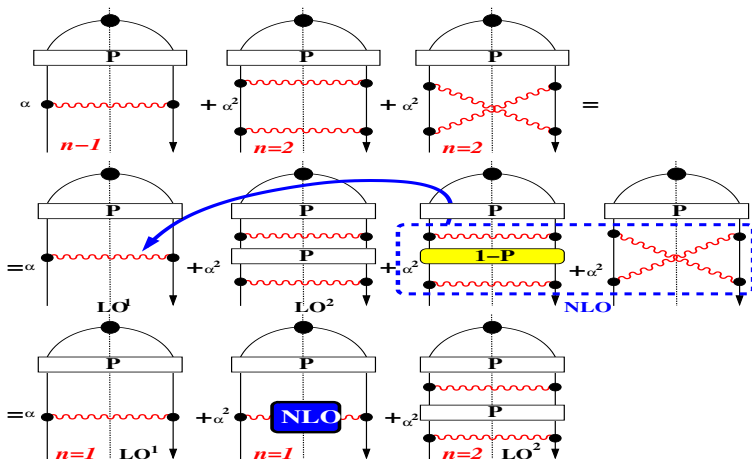 P P P
α + α² + α² =
n−1 n=2 n=2
P P P P
=α + α² P + α² 1−P + α²
LO¹ LO² NLO
P P P
=α + α² NLO + α² P
n=1 LO¹ n=1 n=2 LO²